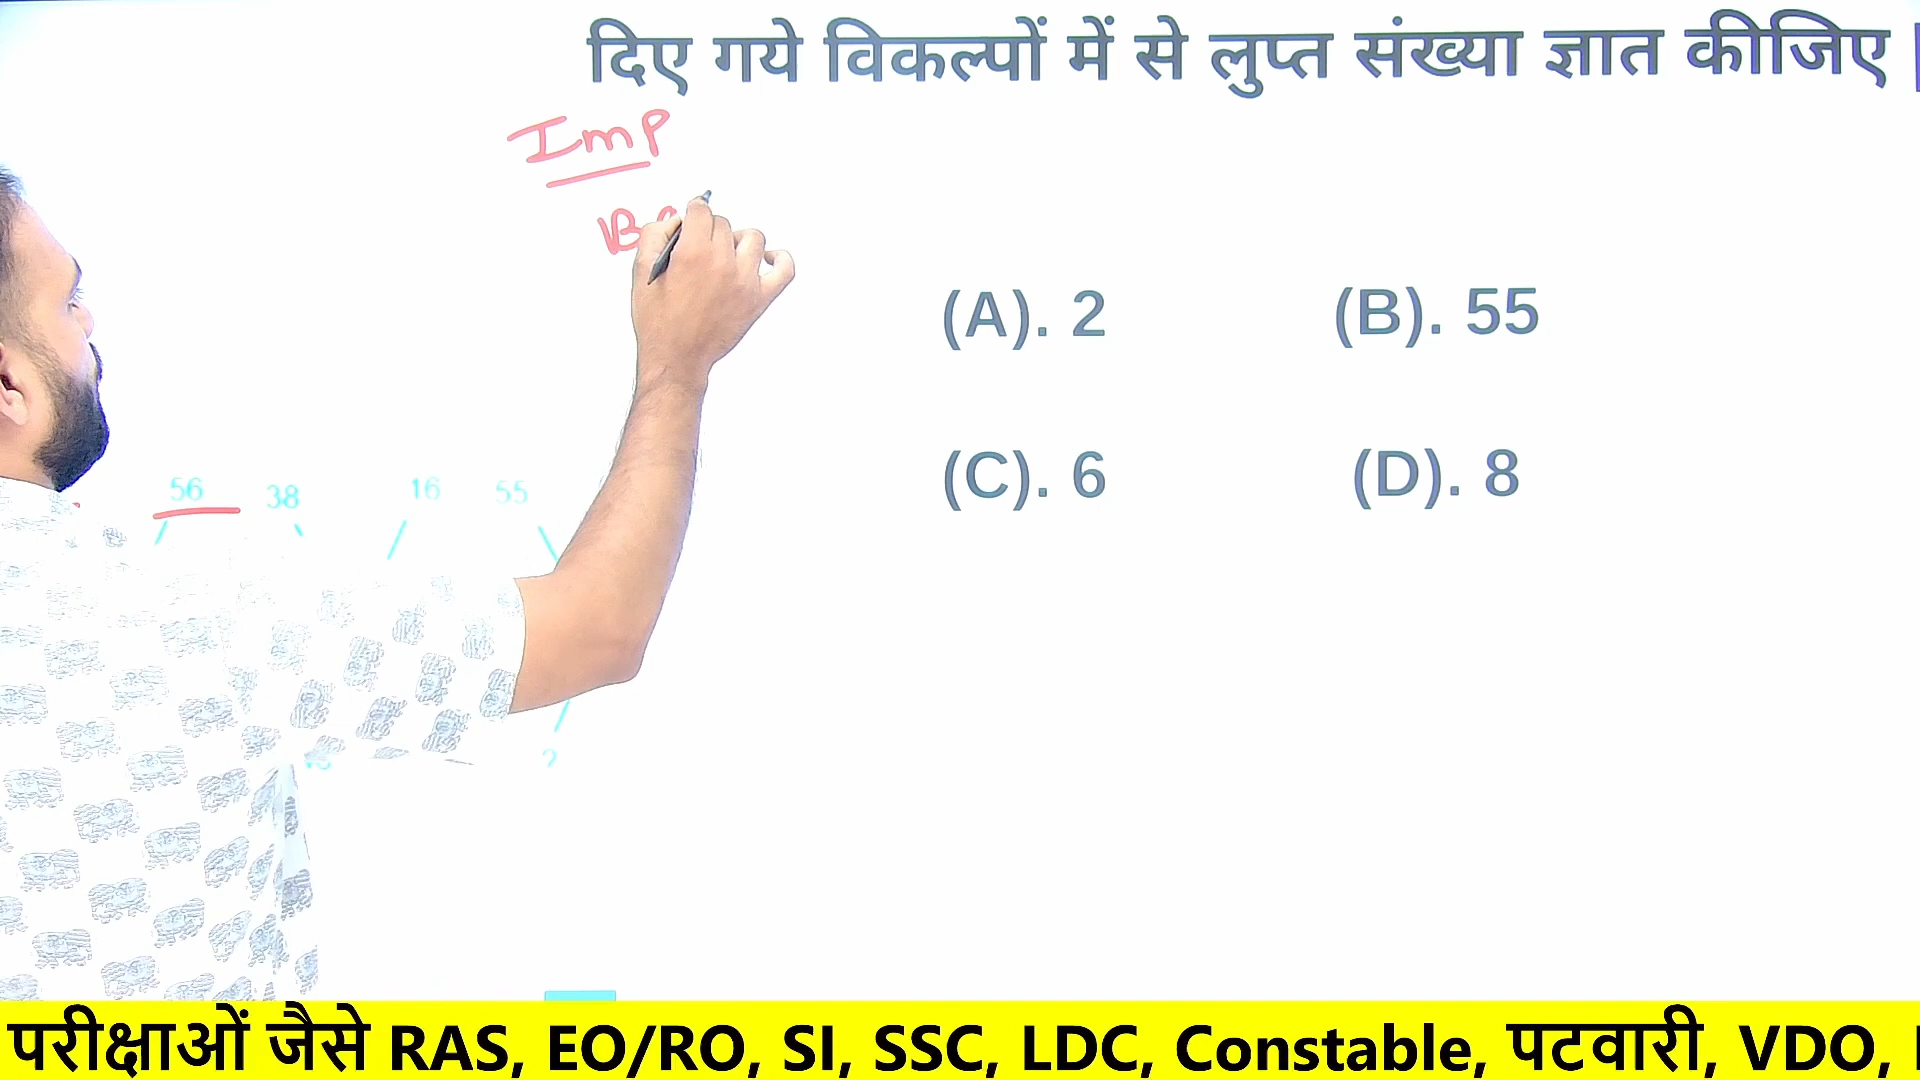 दिए गये विकल्पों में से लुप्त संख्या ज्ञात कीजिए
Imp
(A). 2 (B). 55
(C). 6 (D). 8
56 38 16 55
?
परीक्षाओं जैसे RAS, EO/RO, SI, SSC, LDC, Constable, पटवारी, VDO,